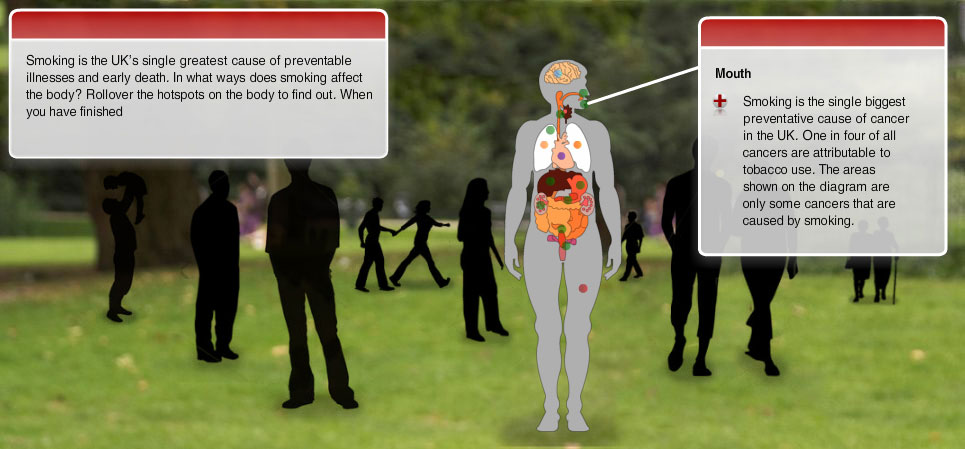 Smoking is the UK's single greatest cause of preventable
illnesses and early death. In what ways does smoking affect
the body? Rollover the hotspots on the body to find out. When
you have finished
Mouth
Smoking is the single biggest
preventative cause of cancer
in the UK. One in four of all
cancers are attributable to
tobacco use. The areas
shown on the diagram are
only some cancers that are
caused by smoking.